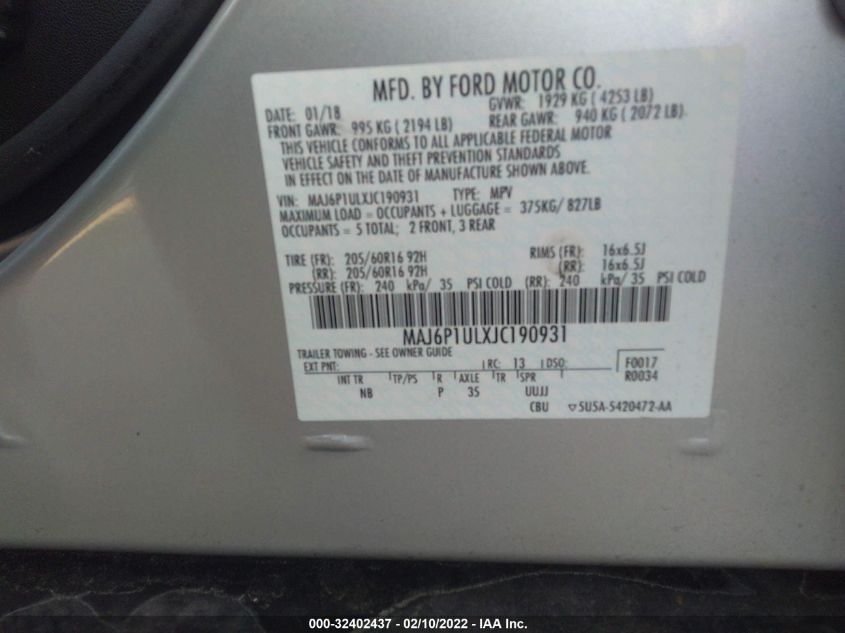 MFD. BY FORD MOTOR CO.
DATE: 01/18 GVWR: 1929 KG ( 4253 LB)
FRONT GAWR: 995 KG ( 2194 LB) REAR GAWR: 940 KG ( 2072 LB)
THIS VEHICLE CONFORMS TO ALL APPLICABLE FEDERAL MOTOR
VEHICLE SAFETY AND THEFT PREVENTION STANDARDS
IN EFFECT ON THE DATE OF MANUFACTURE SHOWN ABOVE.
VIN: MAJ6P1ULXJC190931 TYPE: MPV
MAXIMUM LOAD = OCCUPANTS + LUGGAGE = 375KG/ 827LB
OCCUPANTS = 5 TOTAL; 2 FRONT, 3 REAR
TIRE (FR): 205/60R16 92H RIMS (FR): 16x6.5J
(RR): 205/60R16 92H (RR): 16x6.5J
PRESSURE (FR): 240 kPa/ 35 PSI COLD (RR): 240 kPa/ 35 PSI COLD
MAJ6P1ULXJC190931
TRAILER TOWING - SEE OWNER GUIDE
EXT PNT: RC: 13 DSO: F0017
R0034
INT TR TP/PS R AXLE TR SPR
NB P 35 UUJJ
CBU 5U5A-5420472-AA
000-32402437 - 02/10/2022 - IAA Inc.